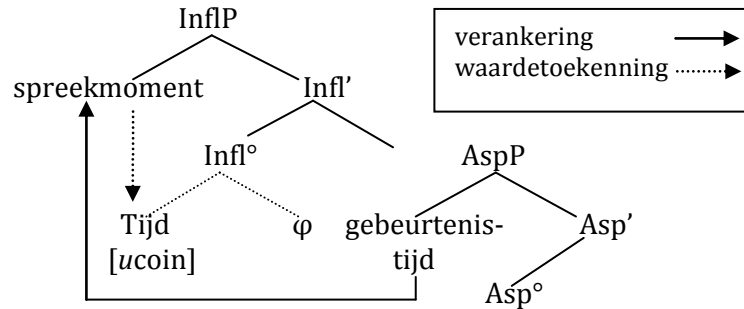 InflP
verankering
waardetoekenning
spreekmoment Infl’
Infl° AspP
Tijd φ gebeurtenis- Asp’
[ucoin] tijd
Asp°